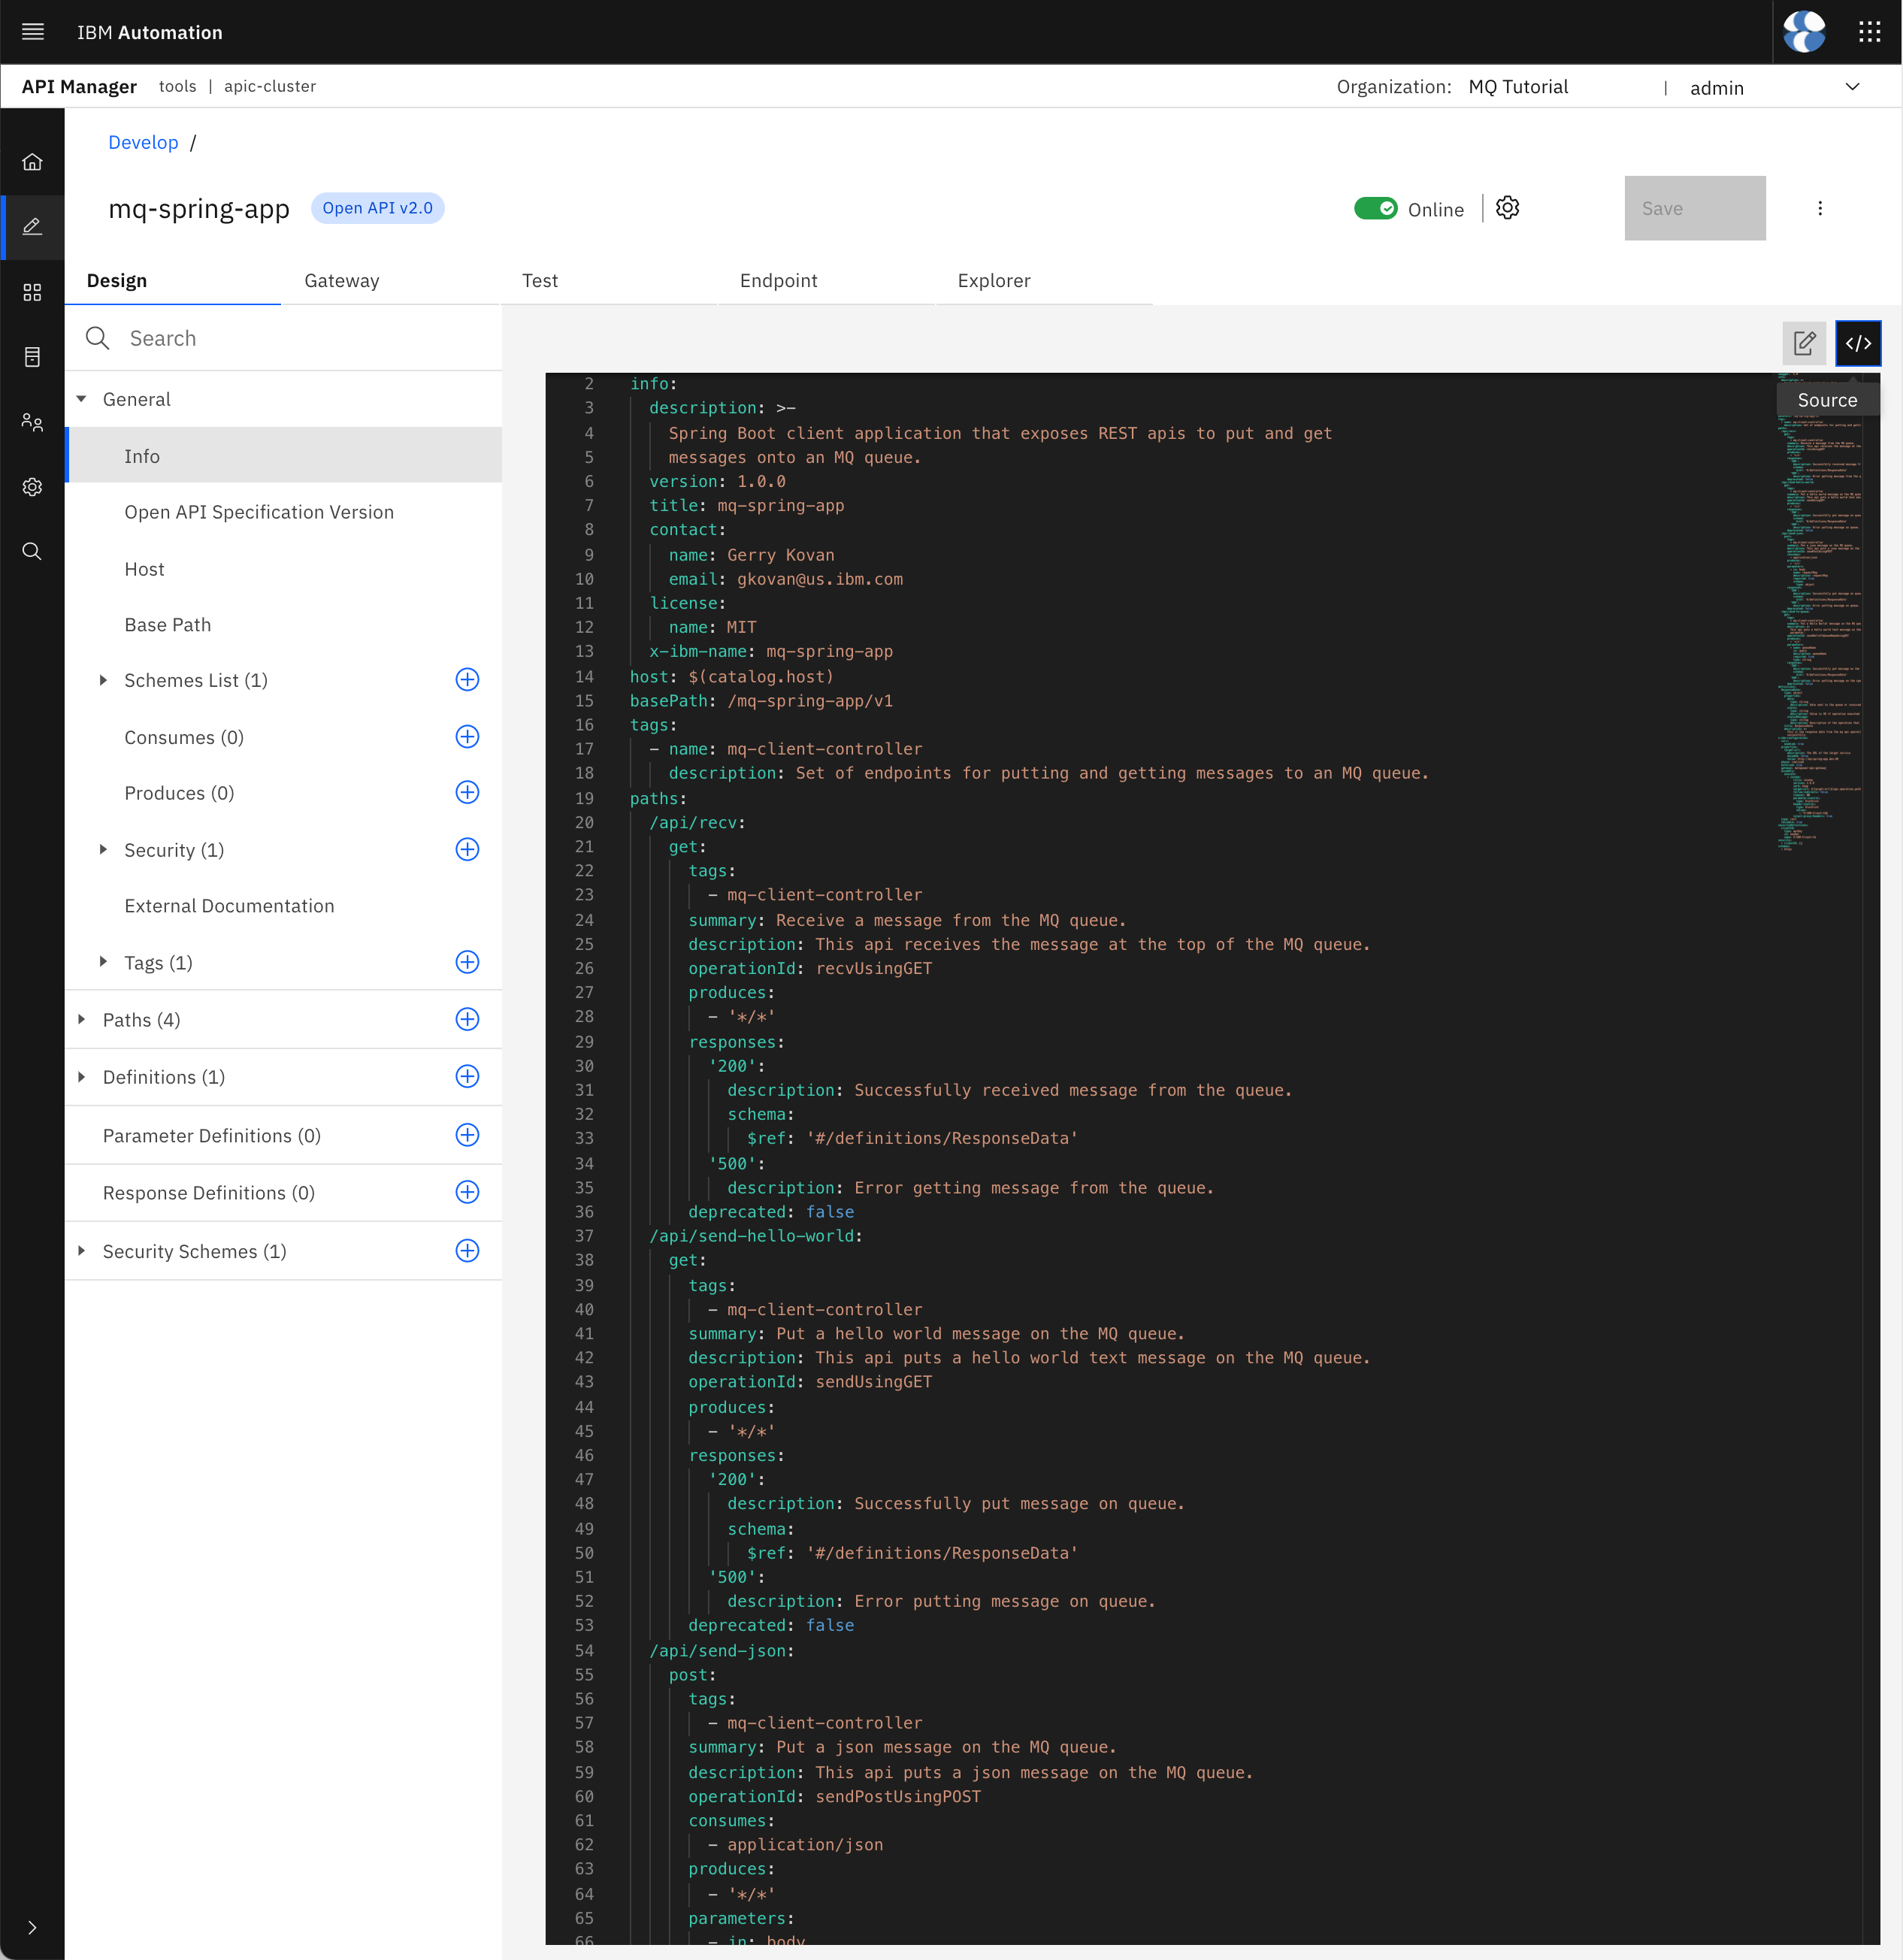 IBM Automation
API Manager tools | apic-cluster Organization: MQ Tutorial | admin
Develop /
mq-spring-app Open API v2.0 Online Save
Design Gateway Test Endpoint Explorer
Search
General
Info
Open API Specification Version
Host
Base Path
Schemes List (1)
Consumes (0)
Produces (0)
Security (1)
External Documentation
Tags (1)
Paths (4)
Definitions (1)
Parameter Definitions (0)
Response Definitions (0)
Security Schemes (1)
</>
Source
2 info:
3 description: >-
4 Spring Boot client application that exposes REST apis to put and get
5 messages onto an MQ queue.
6 version: 1.0.0
7 title: mq-spring-app
8 contact:
9 name: Gerry Kovan
10 email: gkovan@us.ibm.com
11 license:
12 name: MIT
13 x-ibm-name: mq-spring-app
14 host: $(catalog.host)
15 basePath: /mq-spring-app/v1
16 tags:
17 - name: mq-client-controller
18 description: Set of endpoints for putting and getting messages to an MQ queue.
19 paths:
20 /api/recv:
21 get:
22 tags:
23 - mq-client-controller
24 summary: Receive a message from the MQ queue.
25 description: This api receives the message at the top of the MQ queue.
26 operationId: recvUsingGET
27 produces:
28 - '*/*'
29 responses:
30 '200':
31 description: Successfully received message from the queue.
32 schema:
33 $ref: '#/definitions/ResponseData'
34 '500':
35 description: Error getting message from the queue.
36 deprecated: false
37 /api/send-hello-world:
38 get:
39 tags:
40 - mq-client-controller
41 summary: Put a hello world message on the MQ queue.
42 description: This api puts a hello world text message on the MQ queue.
43 operationId: sendUsingGET
44 produces:
45 - '*/*'
46 responses:
47 '200':
48 description: Successfully put message on queue.
49 schema:
50 $ref: '#/definitions/ResponseData'
51 '500':
52 description: Error putting message on queue.
53 deprecated: false
54 /api/send-json:
55 post:
56 tags:
57 - mq-client-controller
58 summary: Put a json message on the MQ queue.
59 description: This api puts a json message on the MQ queue.
60 operationId: sendPostUsingPOST
61 consumes:
62 - application/json
63 produces:
64 - '*/*'
65 parameters:
66 - in: body